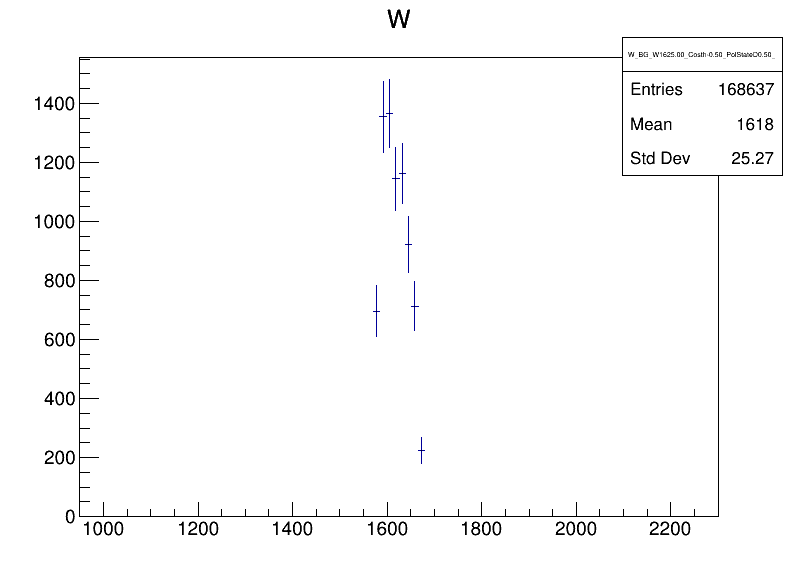 W
W_BG_W1625.00_Costh-0.50_PolStateD0.50_
Entries 168637
Mean 1618
Std Dev 25.27
1400
1200
1000
800
600
400
200
0
1000 1200 1400 1600 1800 2000 2200